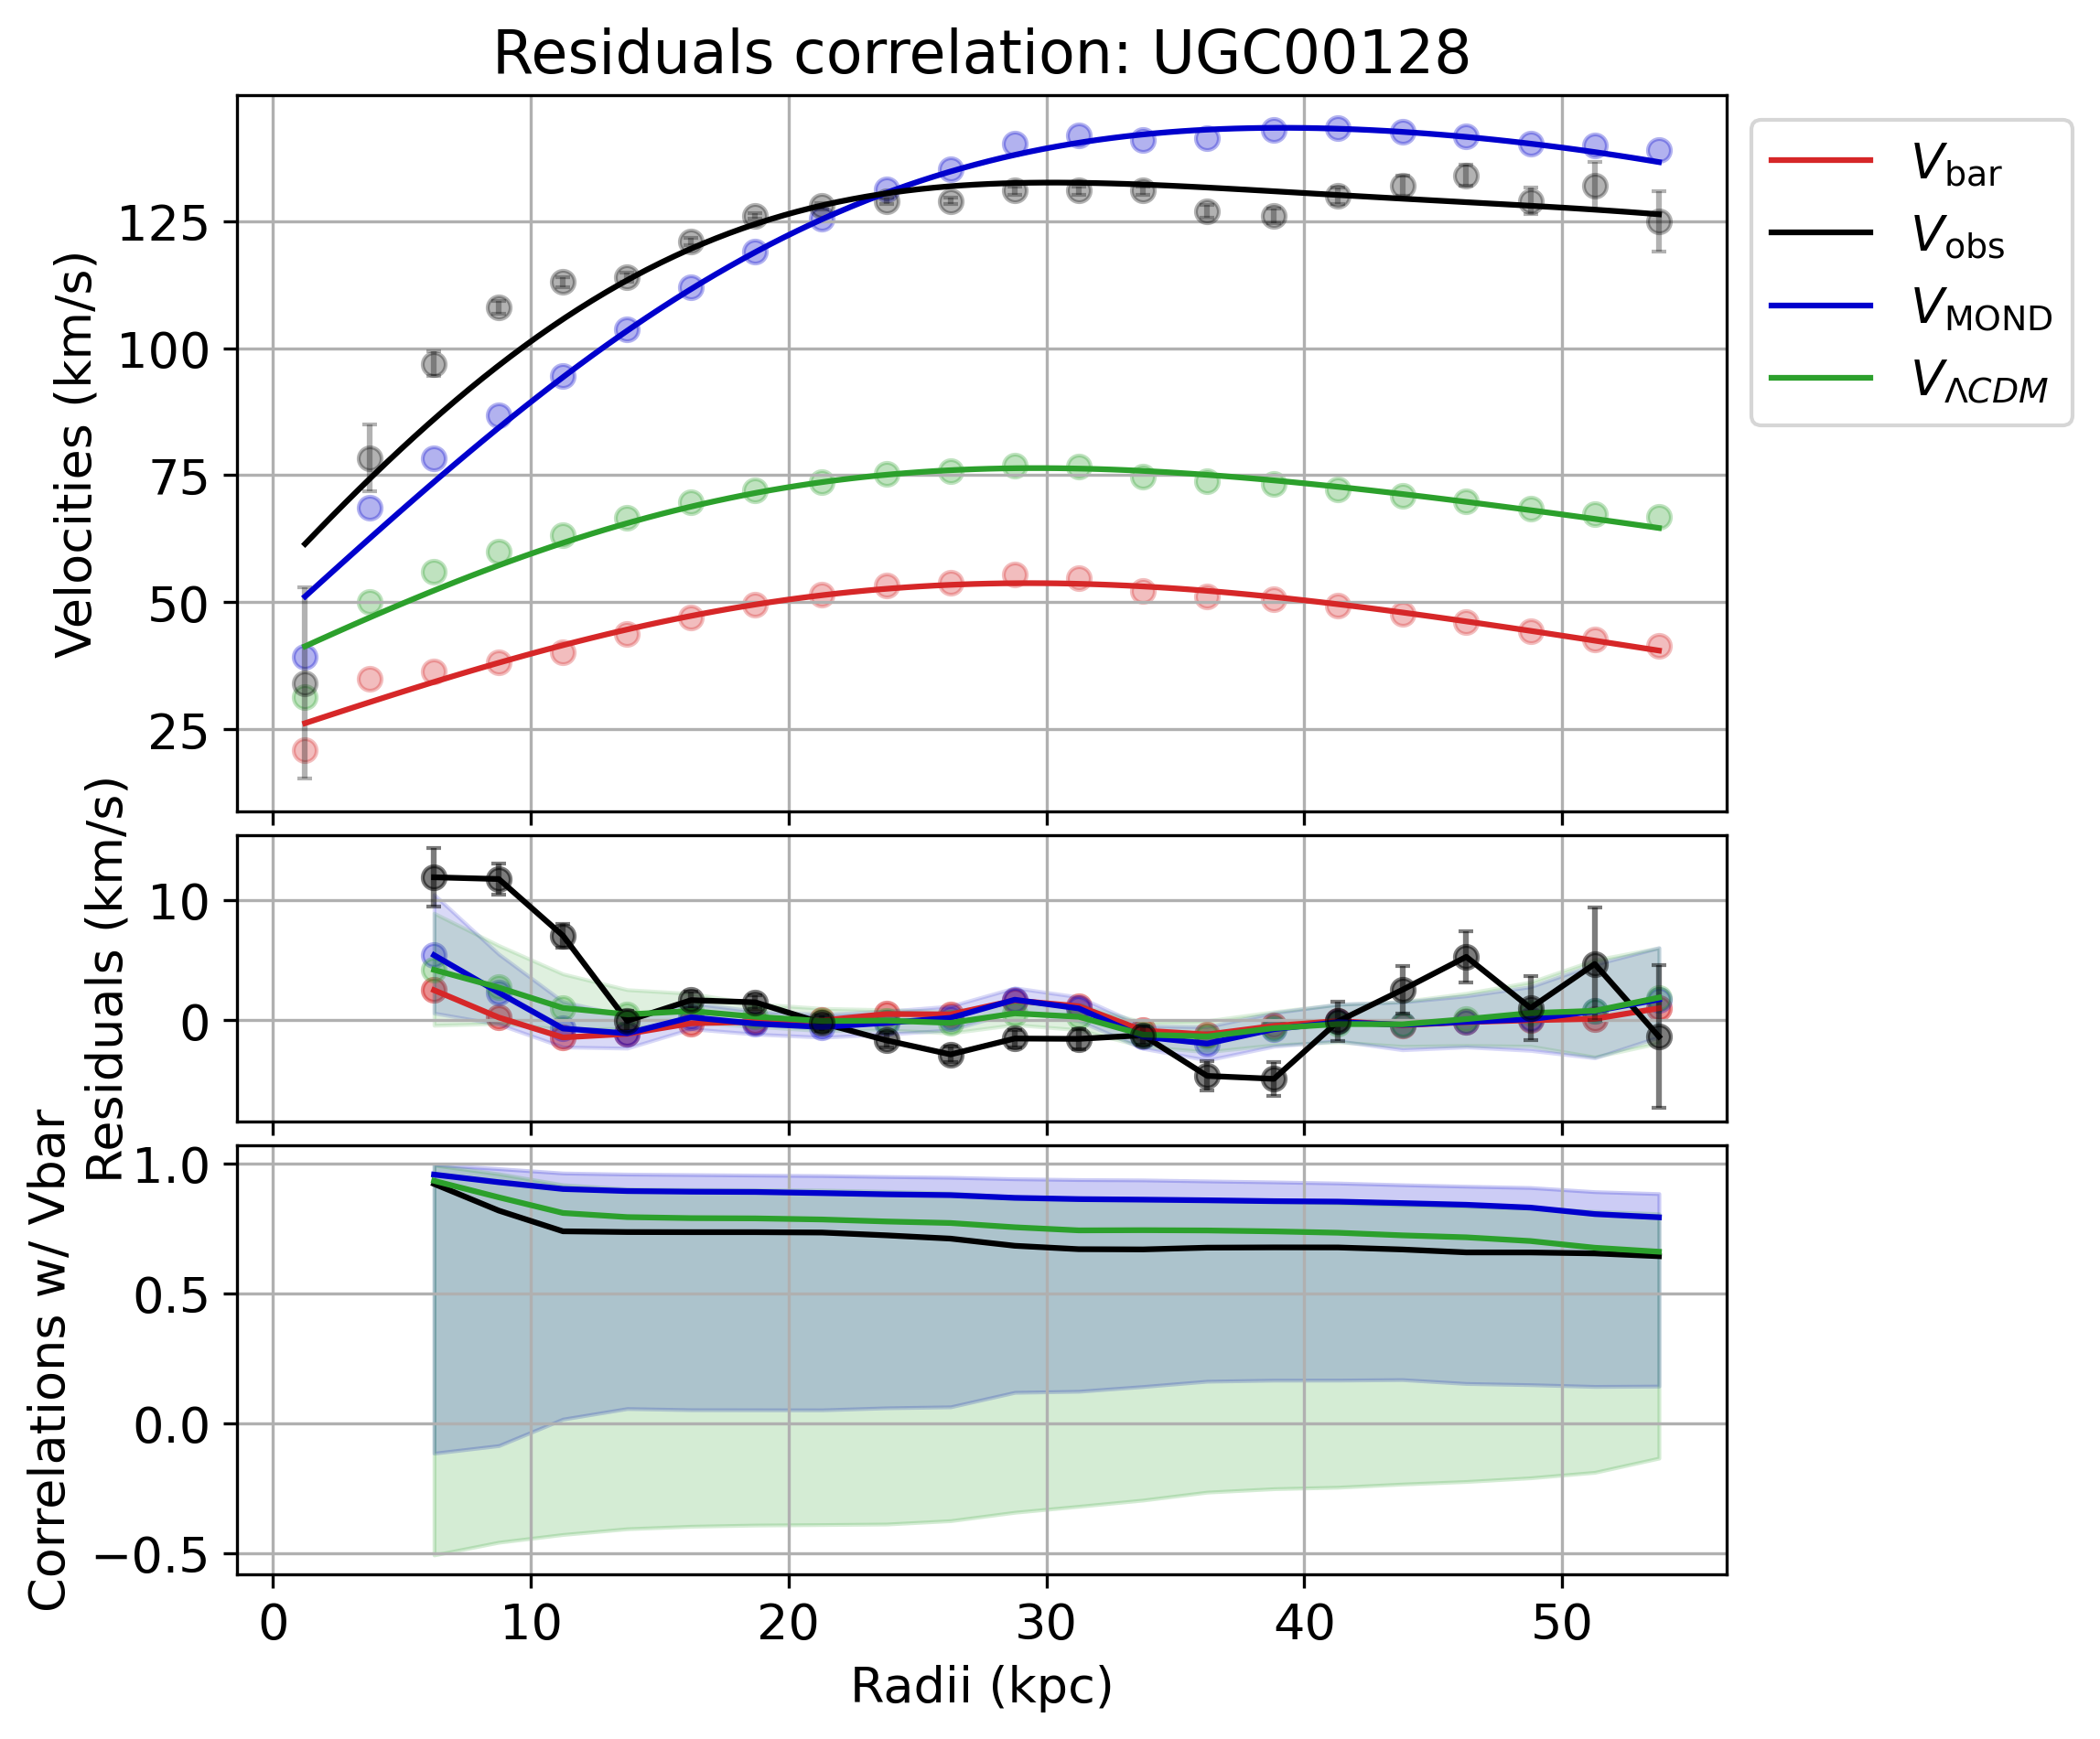 Residuals correlation: UGC00128
Velocities (km/s)
125
100
75
50
25
V_bar
V_obs
V_MOND
V_ΛCDM
Residuals (km/s)
10
0
Correlations w/ Vbar
1.0
0.5
0.0
−0.5
0 10 20 30 40 50
Radii (kpc)